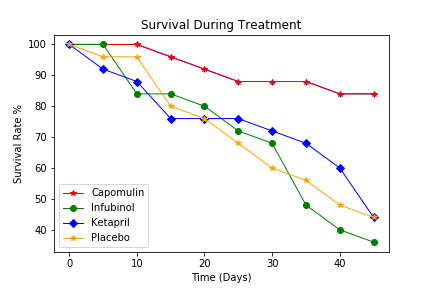 Survival During Treatment
100
90
80
70
60
50
40
Survival Rate %
Capomulin
Infubinol
Ketapril
Placebo
0 10 20 30 40
Time (Days)